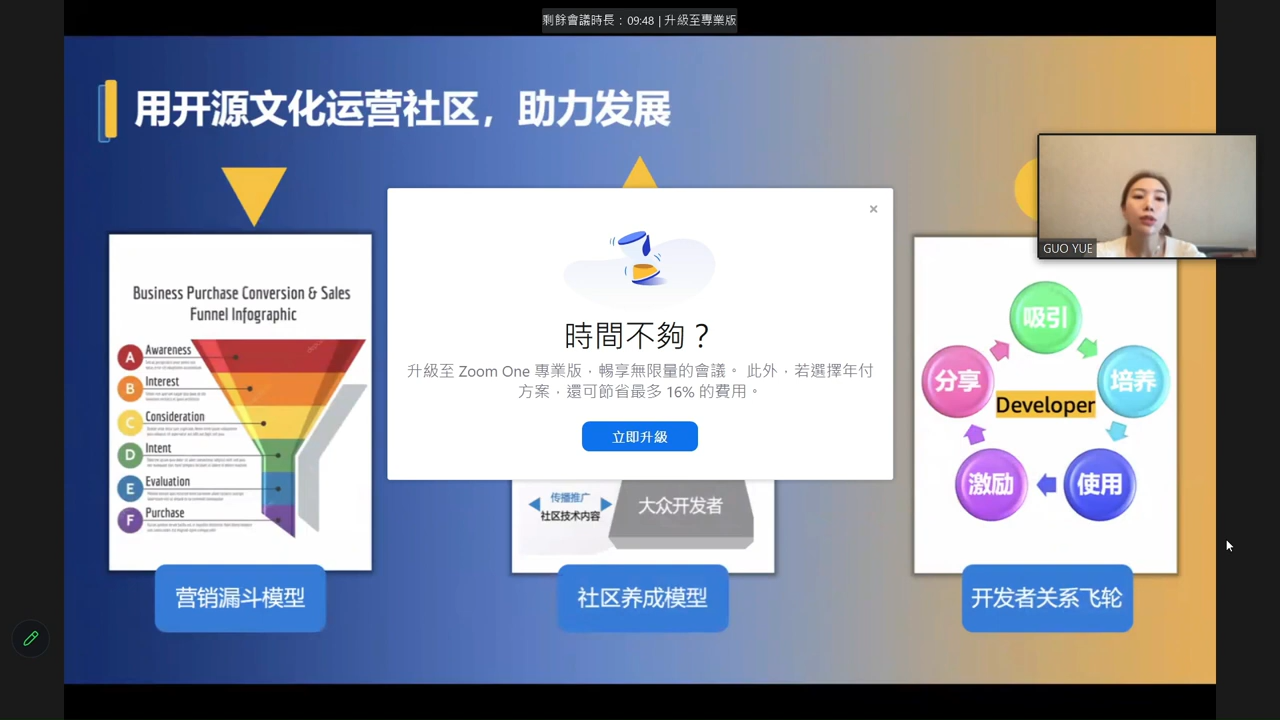 剩餘會議時長：09:48 | 升級至專業版
用开源文化运营社区，助力发展
GUO YUE
Business Purchase Conversion & Sales
Funnel Infographic
A Awareness
B Interest
C Consideration
D Intent
E Evaluation
F Purchase
营销漏斗模型
×
時間不夠？
升級至 Zoom One 專業版，暢享無限量的會議。 此外，若選擇年付
方案，還可節省最多 16% 的費用。
立即升級
传播推广
社区技术内容
大众开发者
社区养成模型
吸引
培养
使用
激励
分享
Developer
开发者关系飞轮